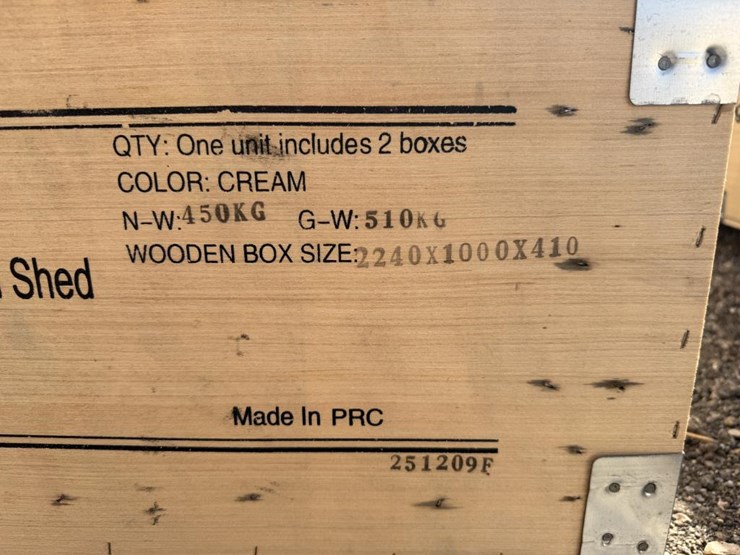 QTY: One unit includes 2 boxes
COLOR: CREAM
N-W:450KG G-W:510KG
WOODEN BOX SIZE:2240X1000X410
Shed
Made In PRC
251209F